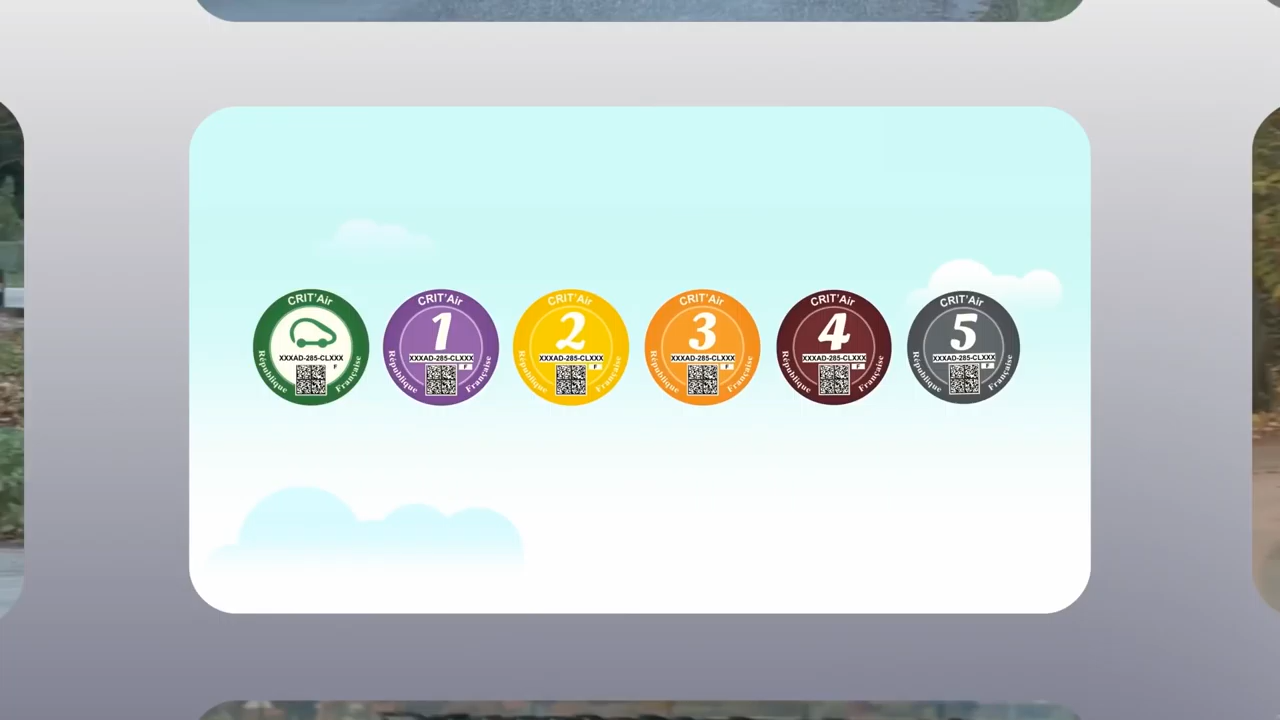 CRIT'Air
XXXAD-285-CLXXX
F
République Française
CRIT'Air
1
XXXAD-285-CLXXX
F
République Française
CRIT'Air
2
XXXAD-285-CLXXX
F
République Française
CRIT'Air
3
XXXAD-285-CLXXX
F
République Française
CRIT'Air
4
XXXAD-285-CLXXX
F
République Française
CRIT'Air
5
XXXAD-285-CLXXX
F
République Française